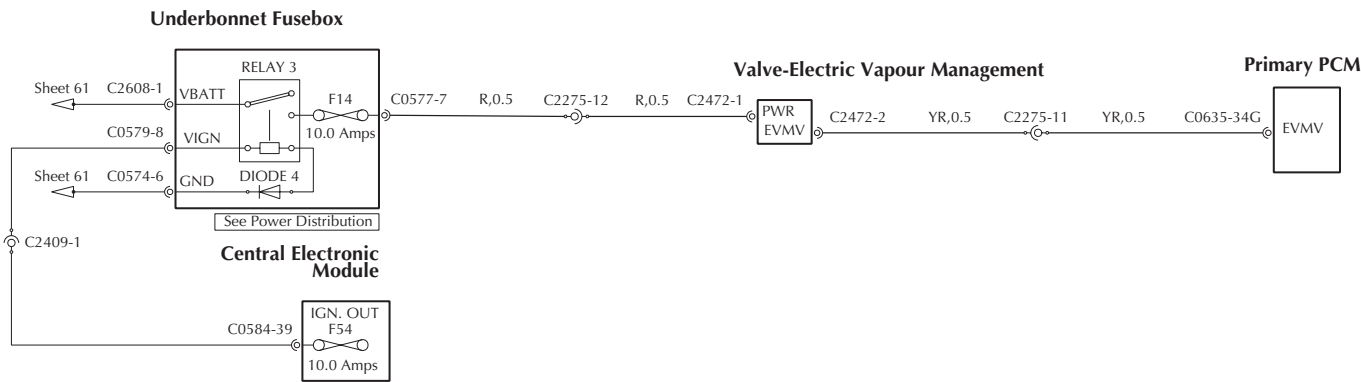 Underbonnet Fusebox
RELAY 3
Sheet 61 C2608-1 VBATT
F14
10.0 Amps
C0577-7 R,0.5 C2275-12 R,0.5 C2472-1
C0579-8 VIGN
Sheet 61 C0574-6 GND
DIODE 4
See Power Distribution
Valve-Electric Vapour Management
PWR
EVMV
C2472-2 YR,0.5 C2275-11 YR,0.5 C0635-34G
Primary PCM
EVMV
C2409-1
Central Electronic
Module
C0584-39
IGN. OUT
F54
10.0 Amps